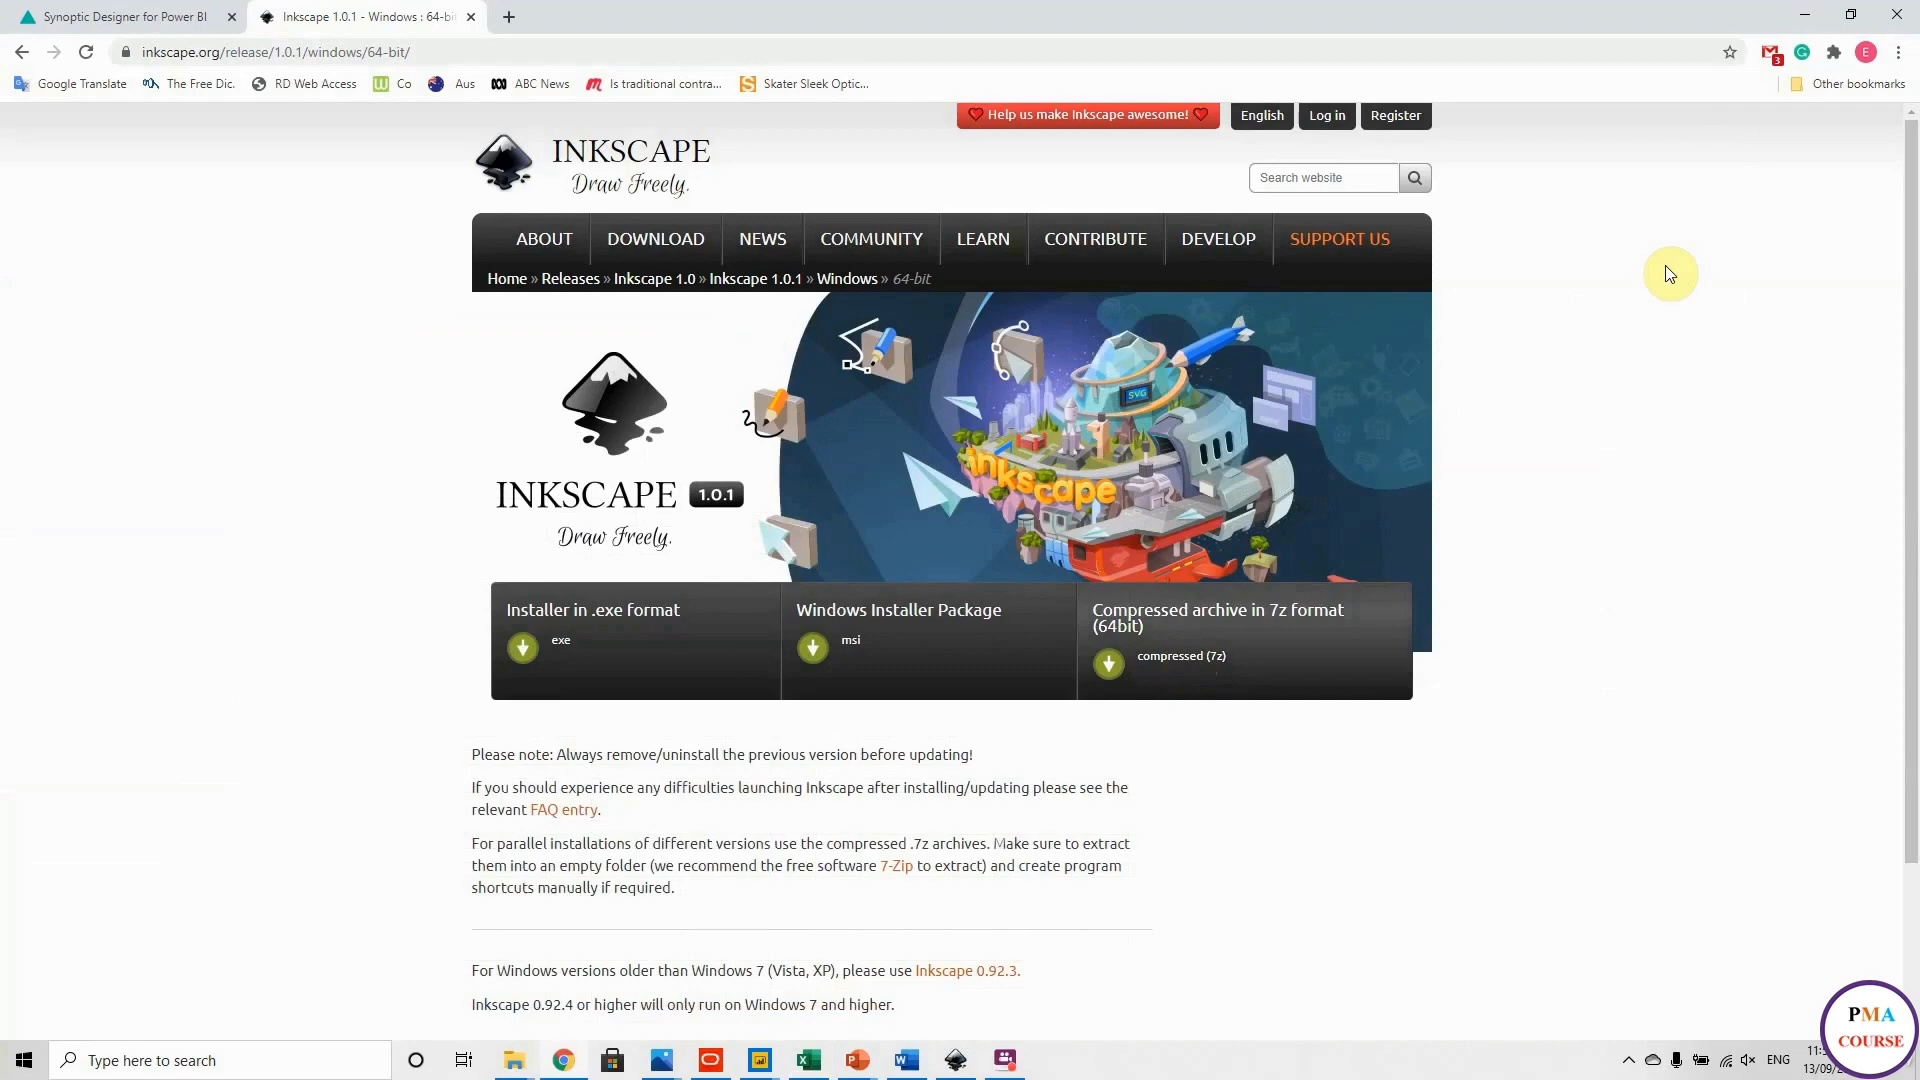 Synoptic Designer for Power BI
Inkscape 1.0.1 - Windows : 64-bit
inkscape.org/release/1.0.1/windows/64-bit/
3
E
Google Translate
The Free Dic.
RD Web Access
Co
Aus
ABC News
Is traditional contra...
Skater Sleek Optic...
Other bookmarks
Help us make Inkscape awesome!
English
Log in
Register
INKSCAPE
Draw Freely.
Search website
ABOUT
DOWNLOAD
NEWS
COMMUNITY
LEARN
CONTRIBUTE
DEVELOP
SUPPORT US
Home » Releases » Inkscape 1.0 » Inkscape 1.0.1 » Windows » 64-bit
SVG
inkscape
INKSCAPE 1.0.1
Draw Freely.
Installer in .exe format
exe
Windows Installer Package
msi
Compressed archive in 7z format
(64bit)
compressed (7z)
Please note: Always remove/uninstall the previous version before updating!
If you should experience any difficulties launching Inkscape after installing/updating please see the
relevant FAQ entry.
For parallel installations of different versions use the compressed .7z archives. Make sure to extract
them into an empty folder (we recommend the free software 7-Zip to extract) and create program
shortcuts manually if required.
For Windows versions older than Windows 7 (Vista, XP), please use Inkscape 0.92.3.
Inkscape 0.92.4 or higher will only run on Windows 7 and higher.
PMA
COURSE
Type here to search
ENG